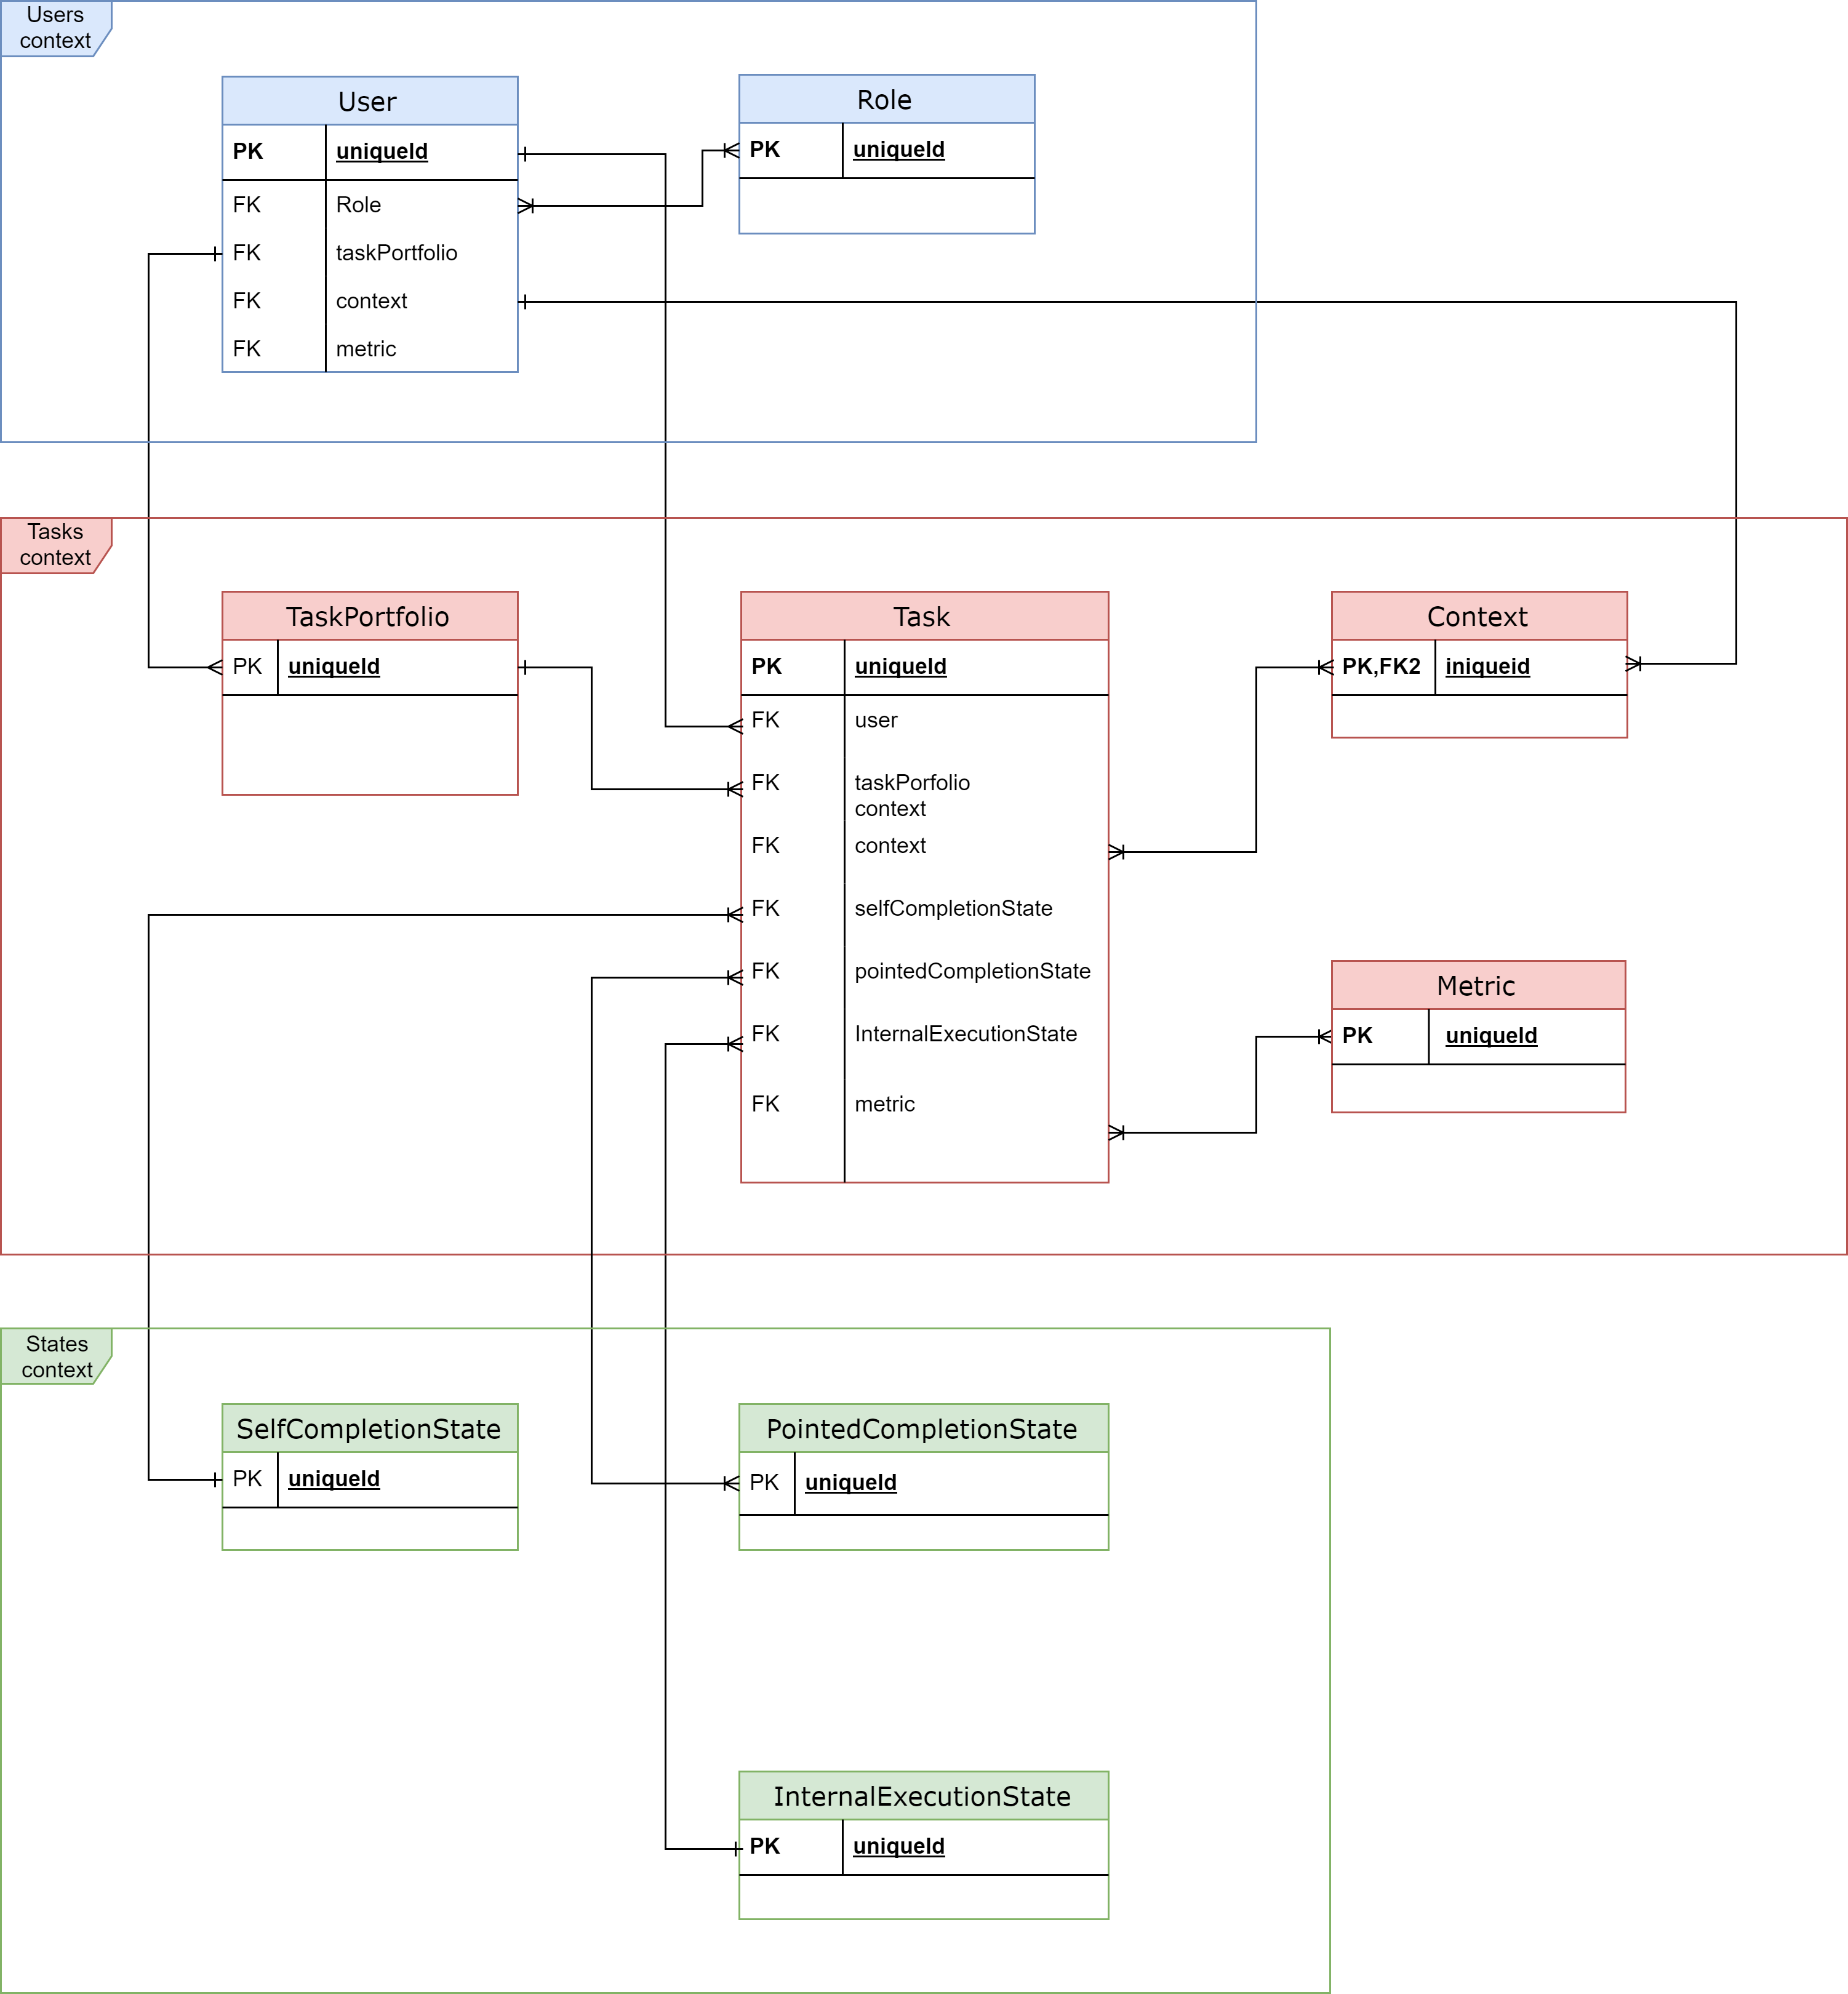 Users
context
User
PK uniqueId
FK Role
FK taskPortfolio
FK context
FK metric
Role
PK uniqueId
Tasks
context
TaskPortfolio
PK uniqueId
Task
PK uniqueId
FK user
FK taskPorfolio
context
FK context
FK selfCompletionState
FK pointedCompletionState
FK InternalExecutionState
FK metric
Context
PK,FK2 iniqueid
Metric
PK uniqueId
States
context
SelfCompletionState
PK uniqueId
PointedCompletionState
PK uniqueId
InternalExecutionState
PK uniqueId